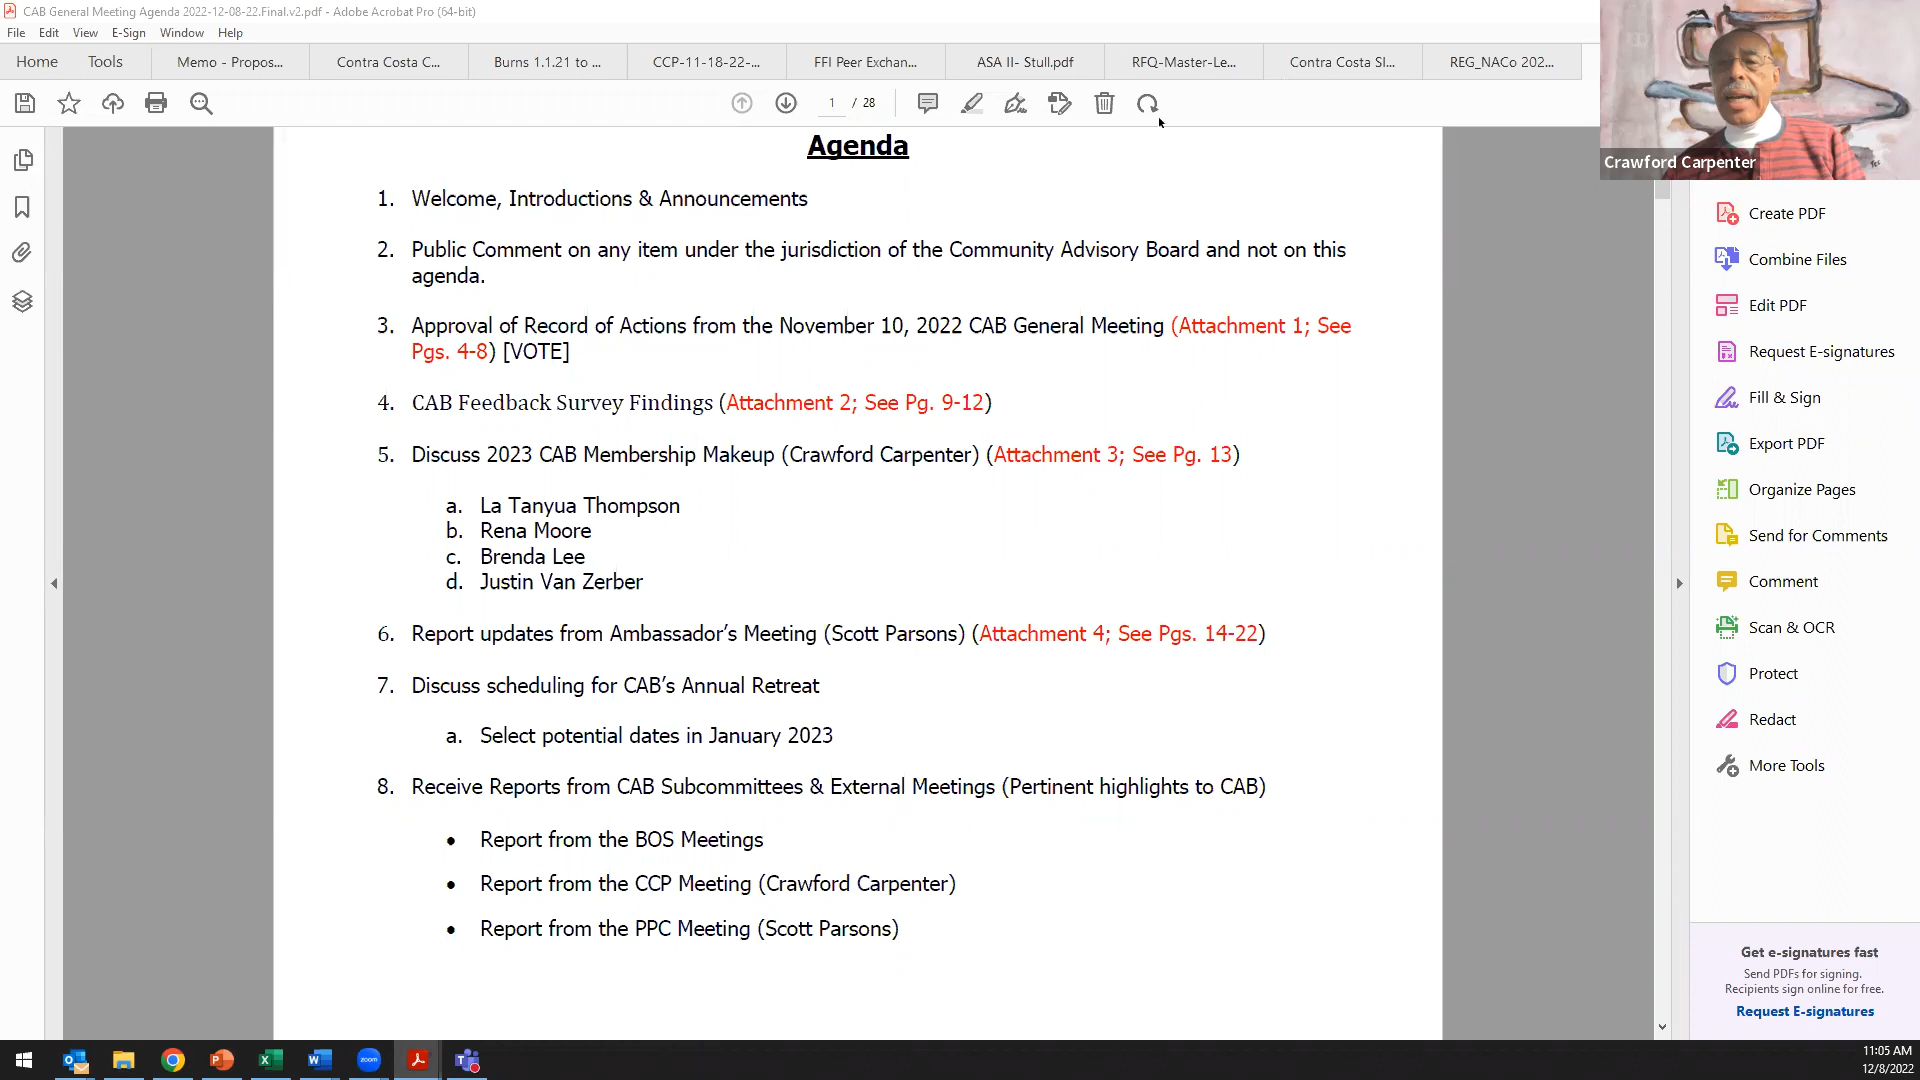 CAB General Meeting Agenda 2022-12-08-22.Final.v2.pdf - Adobe Acrobat Pro (64-bit)
File Edit View E-Sign Window Help
Home Tools Memo - Propos... Contra Costa C... Burns 1.1.21 to ... CCP-11-18-22-... FFI Peer Exchan... ASA II- Stull.pdf RFQ-Master-Le... Contra Costa SI... REG_NACo 202...
1 / 28
Crawford Carpenter
Agenda
1. Welcome, Introductions & Announcements
2. Public Comment on any item under the jurisdiction of the Community Advisory Board and not on this
agenda.
3. Approval of Record of Actions from the November 10, 2022 CAB General Meeting (Attachment 1; See
Pgs. 4-8) [VOTE]
4. CAB Feedback Survey Findings (Attachment 2; See Pg. 9-12)
5. Discuss 2023 CAB Membership Makeup (Crawford Carpenter) (Attachment 3; See Pg. 13)
a. La Tanyua Thompson
b. Rena Moore
c. Brenda Lee
d. Justin Van Zerber
6. Report updates from Ambassador’s Meeting (Scott Parsons) (Attachment 4; See Pgs. 14-22)
7. Discuss scheduling for CAB’s Annual Retreat
a. Select potential dates in January 2023
8. Receive Reports from CAB Subcommittees & External Meetings (Pertinent highlights to CAB)
• Report from the BOS Meetings
• Report from the CCP Meeting (Crawford Carpenter)
• Report from the PPC Meeting (Scott Parsons)
Create PDF
Combine Files
Edit PDF
Request E-signatures
Fill & Sign
Export PDF
Organize Pages
Send for Comments
Comment
Scan & OCR
Protect
Redact
More Tools
Get e-signatures fast
Send PDFs for signing.
Recipients sign online for free.
Request E-signatures
zoom
11:05 AM
12/8/2022